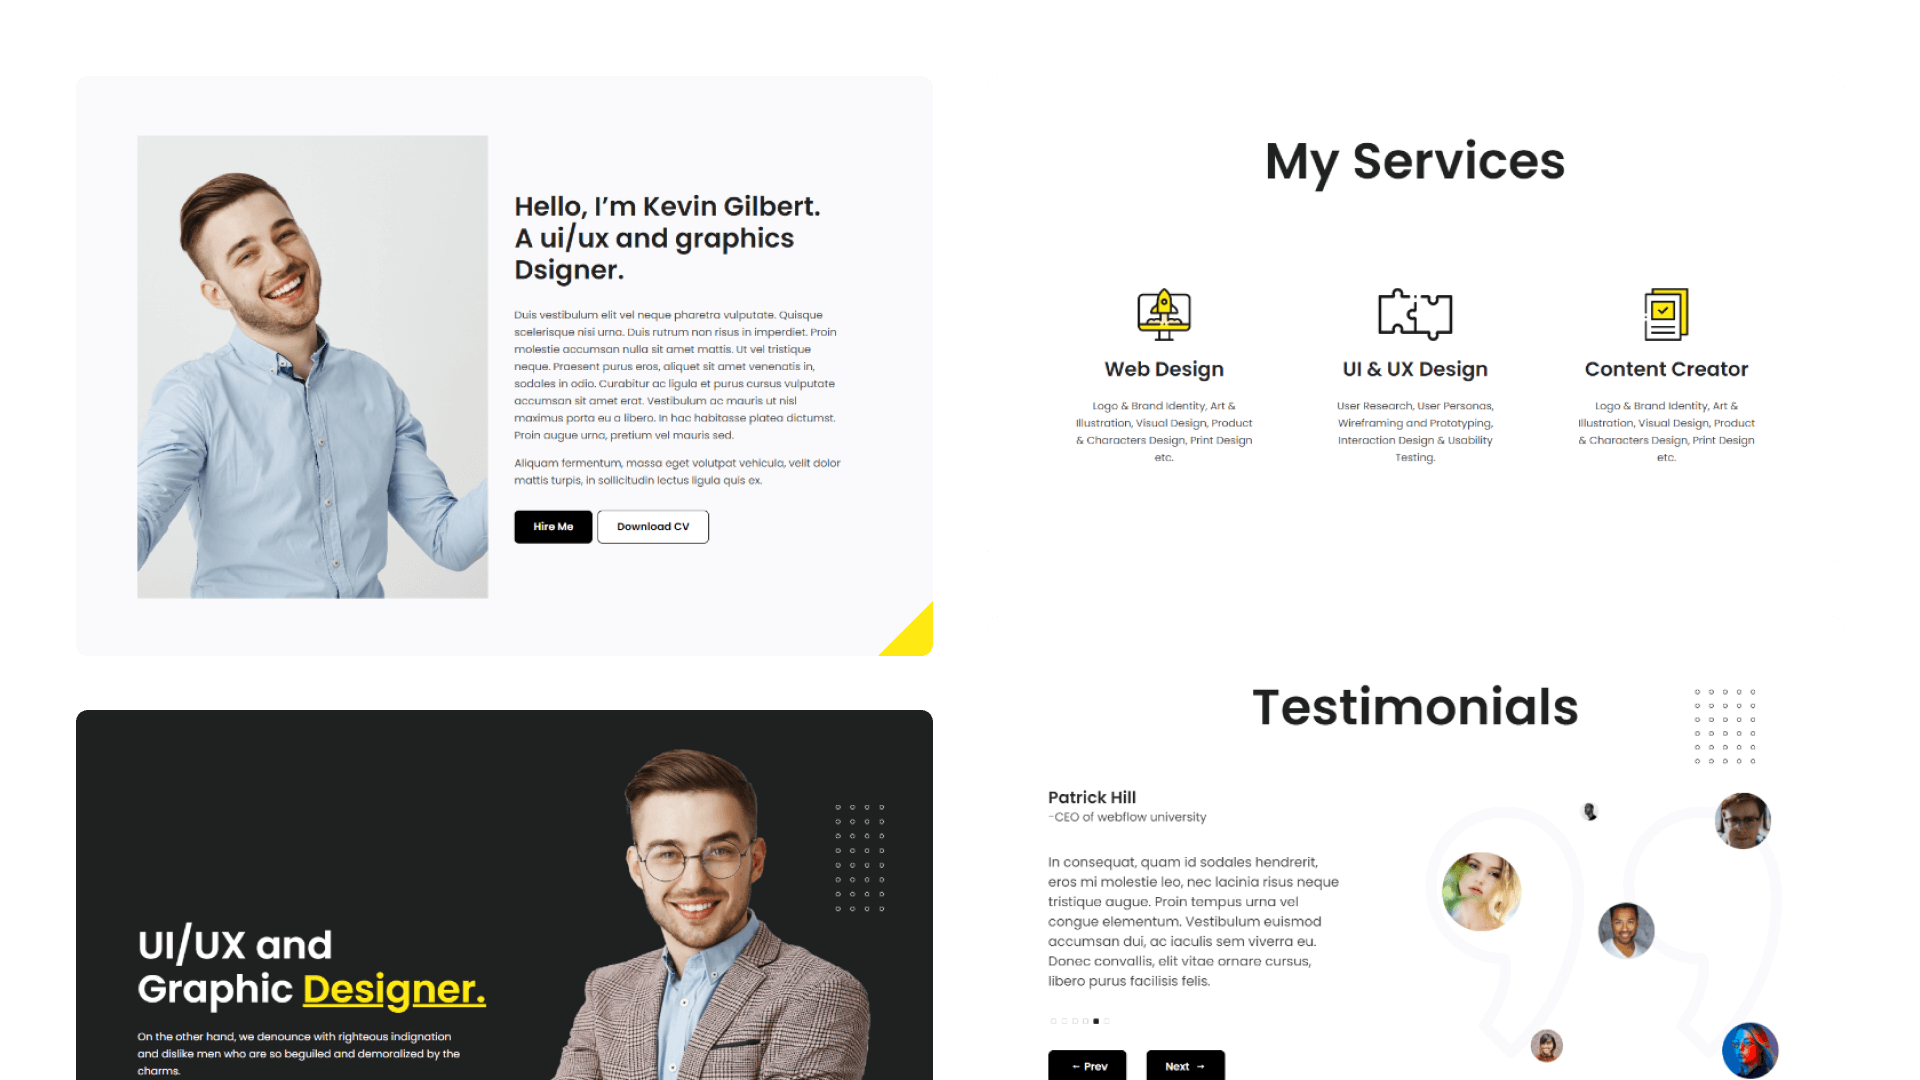 Hello, I’m Kevin Gilbert.
A ui/ux and graphics
Dsigner.
Duis vestibulum elit vel neque pharetra vulputate. Quisque
scelerisque nisi urna. Duis rutrum non risus in imperdiet. Proin
molestie accumsan nulla sit amet mattis. Ut vel tristique
neque. Praesent purus eros, aliquet sit amet venenatis in,
sodales in odio. Curabitur ac ligula et purus cursus vulputate
accumsan sit amet erat. Vestibulum ac mauris ut nisl
maximus porta eu a libero. In hac habitasse platea dictumst.
Proin augue urna, pretium vel mauris sed.
Aliquam fermentum, massa eget volutpat vehicula, velit dolor
mattis turpis, in sollicitudin lectus ligula quis ex.
Hire Me
Download CV
My Services
Web Design
Logo & Brand Identity, Art &
Illustration, Visual Design, Product
& Characters Design, Print Design
etc.
UI & UX Design
User Research, User Personas,
Wireframing and Prototyping,
Interaction Design & Usability
Testing.
Content Creator
Logo & Brand Identity, Art &
Illustration, Visual Design, Product
& Characters Design, Print Design
etc.
UI/UX and
Graphic Designer.
On the other hand, we denounce with righteous indignation
and dislike men who are so beguiled and demoralized by the
charms.
Testimonials
Patrick Hill
-CEO of webflow university
In consequat, quam id sodales hendrerit,
eros mi molestie leo, nec lacinia risus neque
tristique augue. Proin tempus urna vel
congue elementum. Vestibulum euismod
accumsan dui, ac iaculis sem viverra eu.
Donec convallis, elit vitae ornare cursus,
libero purus facilisis felis.
← Prev
Next →